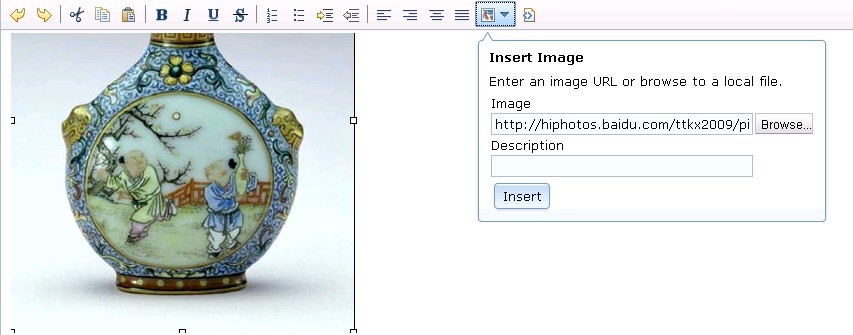 B I U S
Insert Image
Enter an image URL or browse to a local file.
Image
http://hiphotos.baidu.com/ttkx2009/pi
Browse...
Description
Insert